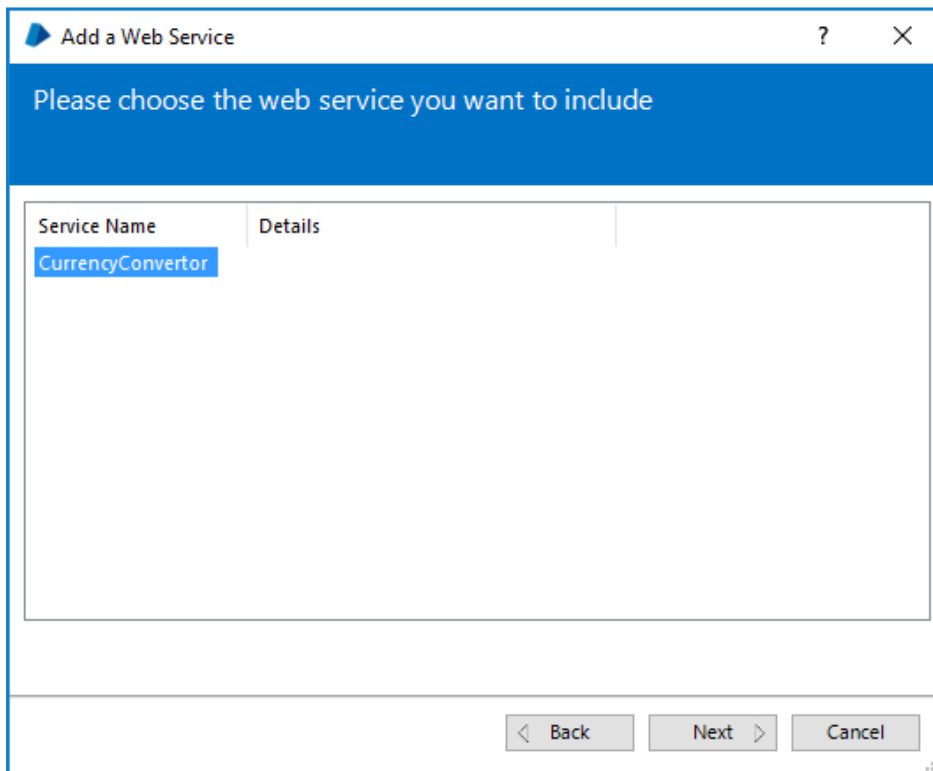 Add a Web Service ?
Please choose the web service you want to include
Service Name Details
CurrencyConvertor
Back Next Cancel